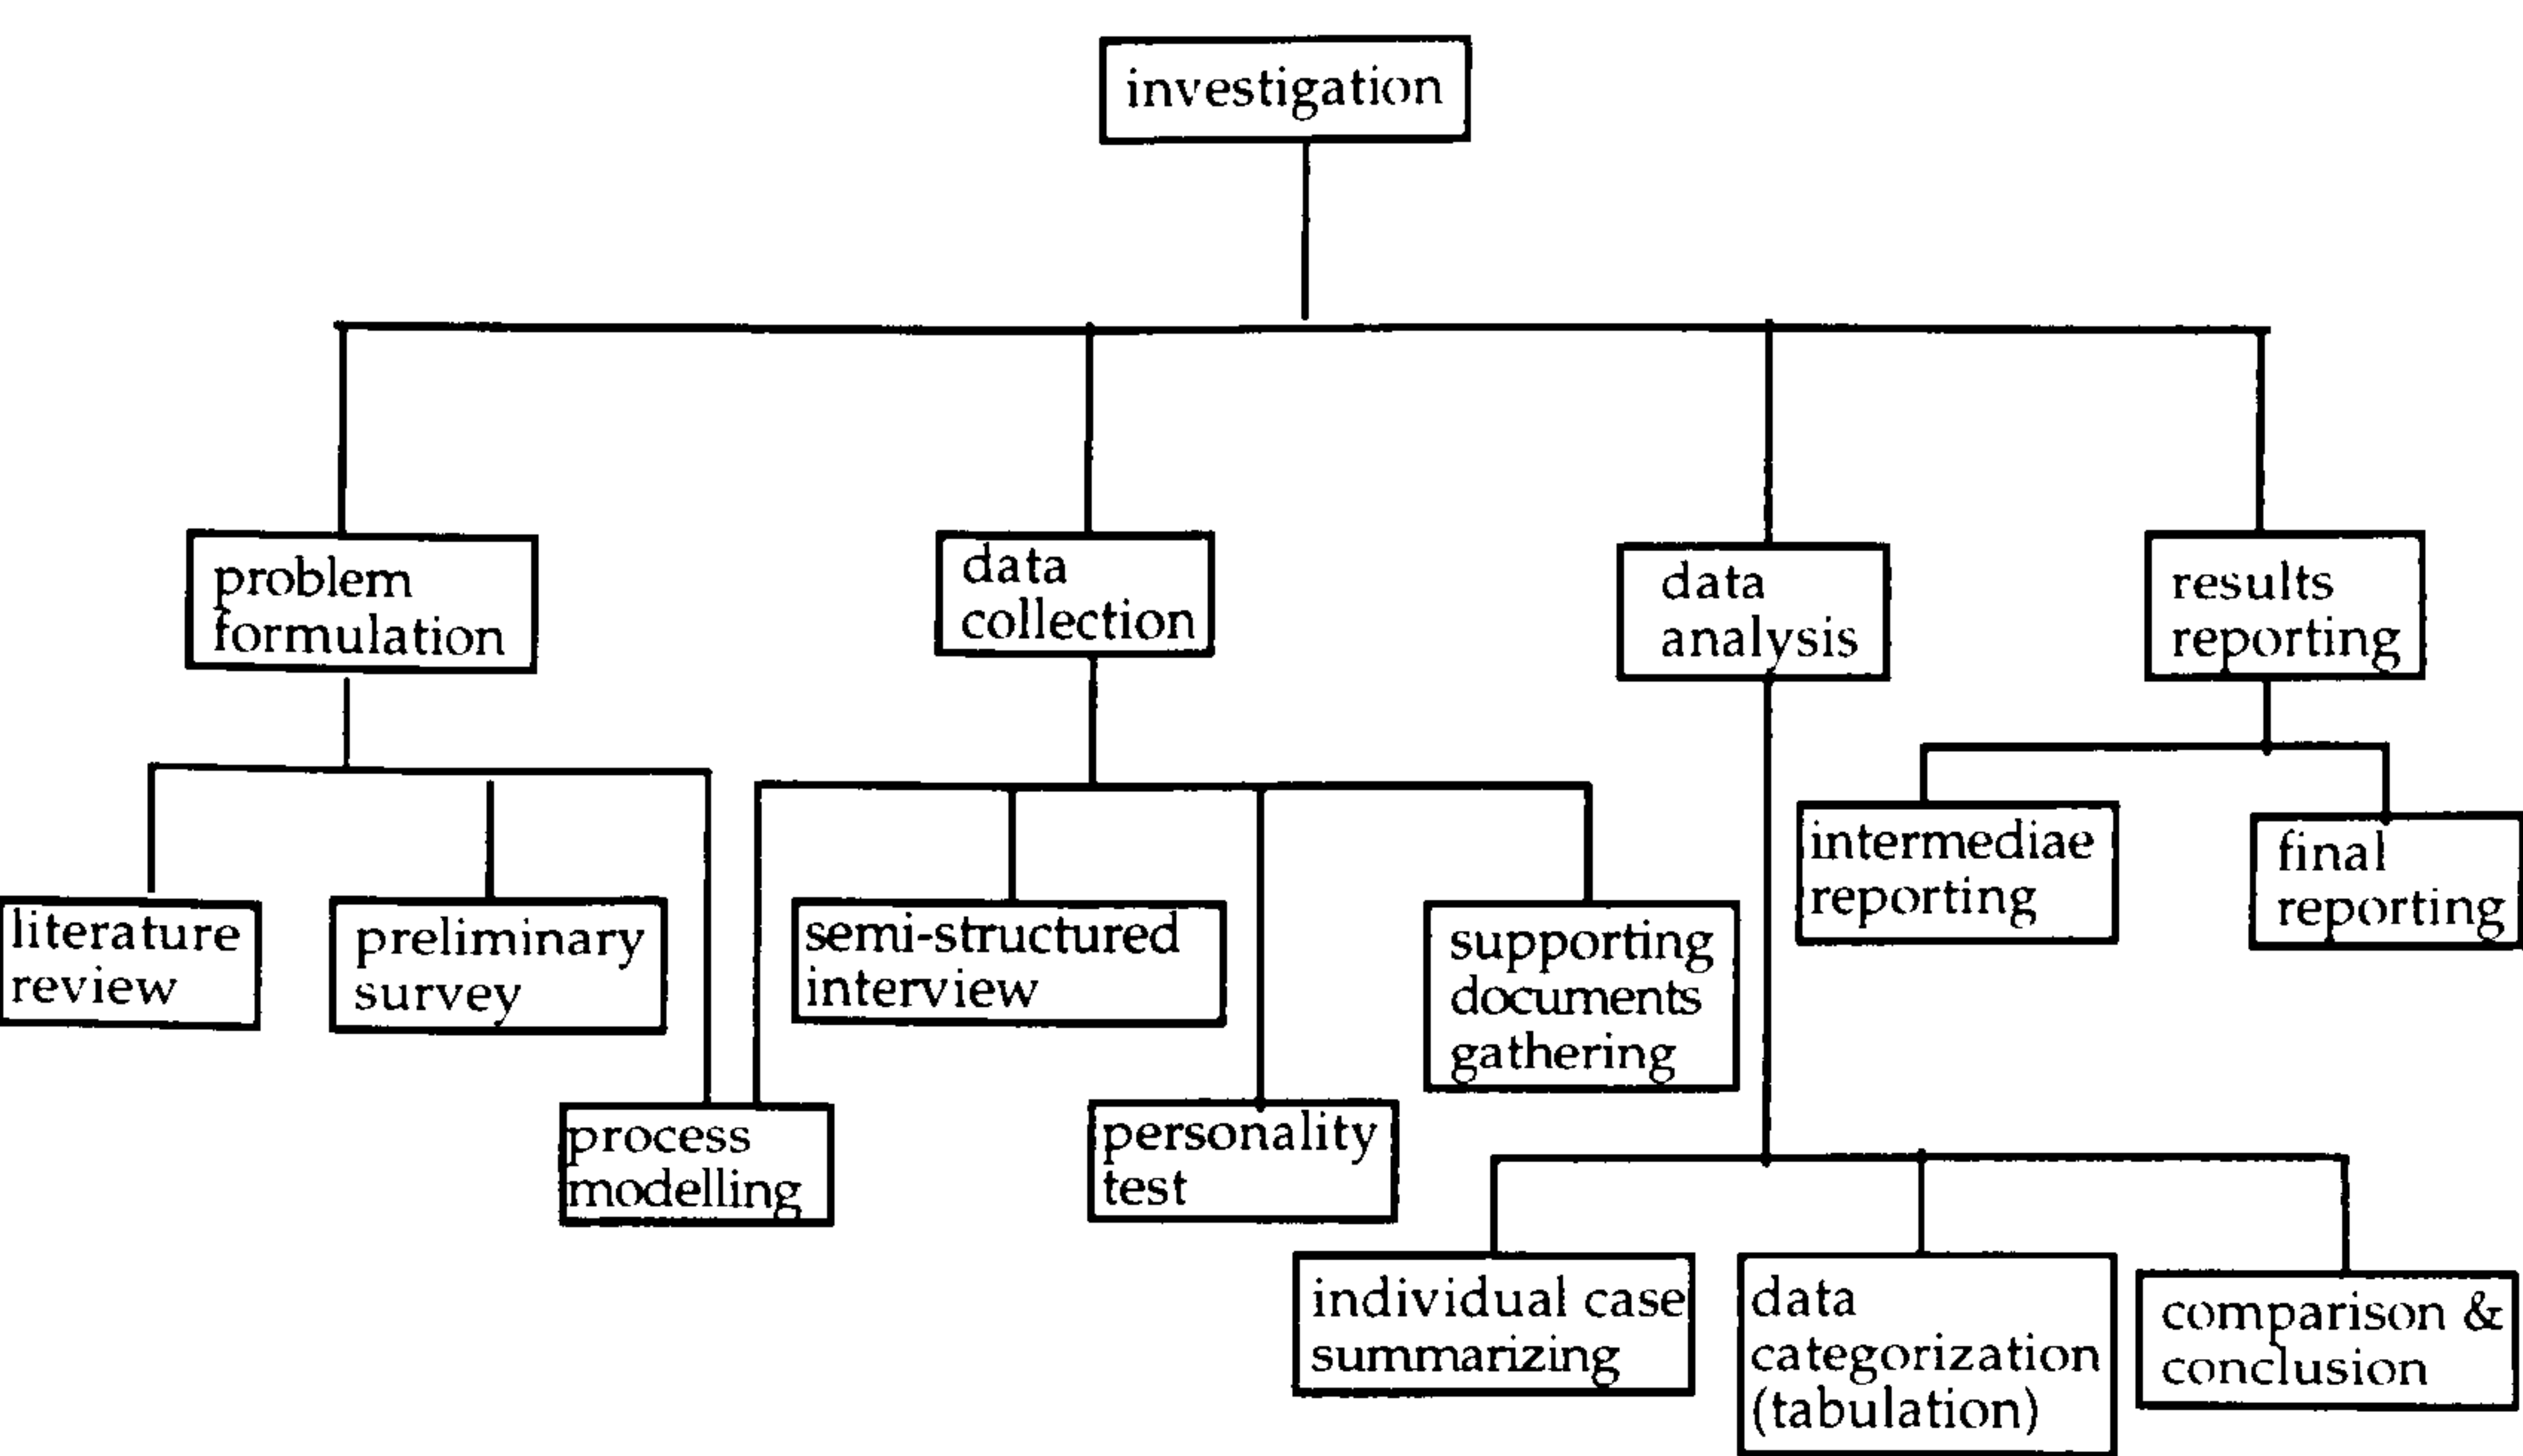 investigation
problem
formulation
data
collection
data
analysis
results
reporting
literature
review
preliminary
survey
process
modelling
semi-structured
interview
personality
test
supporting
documents
gathering
intermediae
reporting
final
reporting
individual case
summarizing
data
categorization
(tabulation)
comparison &
conclusion